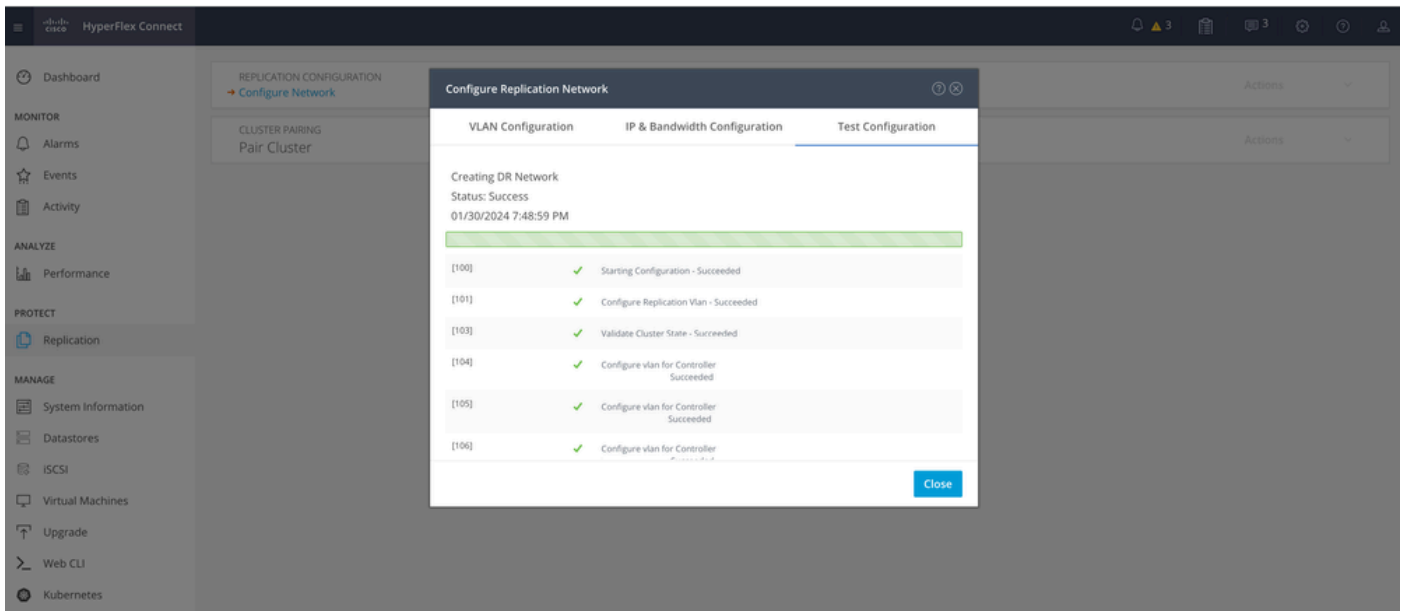 CISCO
HyperFlex Connect
3
3
Dashboard
MONITOR
Alarms
Events
Activity
ANALYZE
Performance
PROTECT
Replication
MANAGE
System Information
Datastores
iSCSI
Virtual Machines
Upgrade
Web CLI
Kubernetes
REPLICATION CONFIGURATION
Configure Network
Actions
CLUSTER PAIRING
Pair Cluster
Actions
Configure Replication Network
VLAN Configuration IP & Bandwidth Configuration Test Configuration
Creating DR Network
Status: Success
01/30/2024 7:48:59 PM
[100] Starting Configuration - Succeeded
[101] Configure Replication Vlan - Succeeded
[103] Validate Cluster State - Succeeded
[104] Configure vlan for Controller
Succeeded
[105] Configure vlan for Controller
Succeeded
[106] Configure vlan for Controller
Close